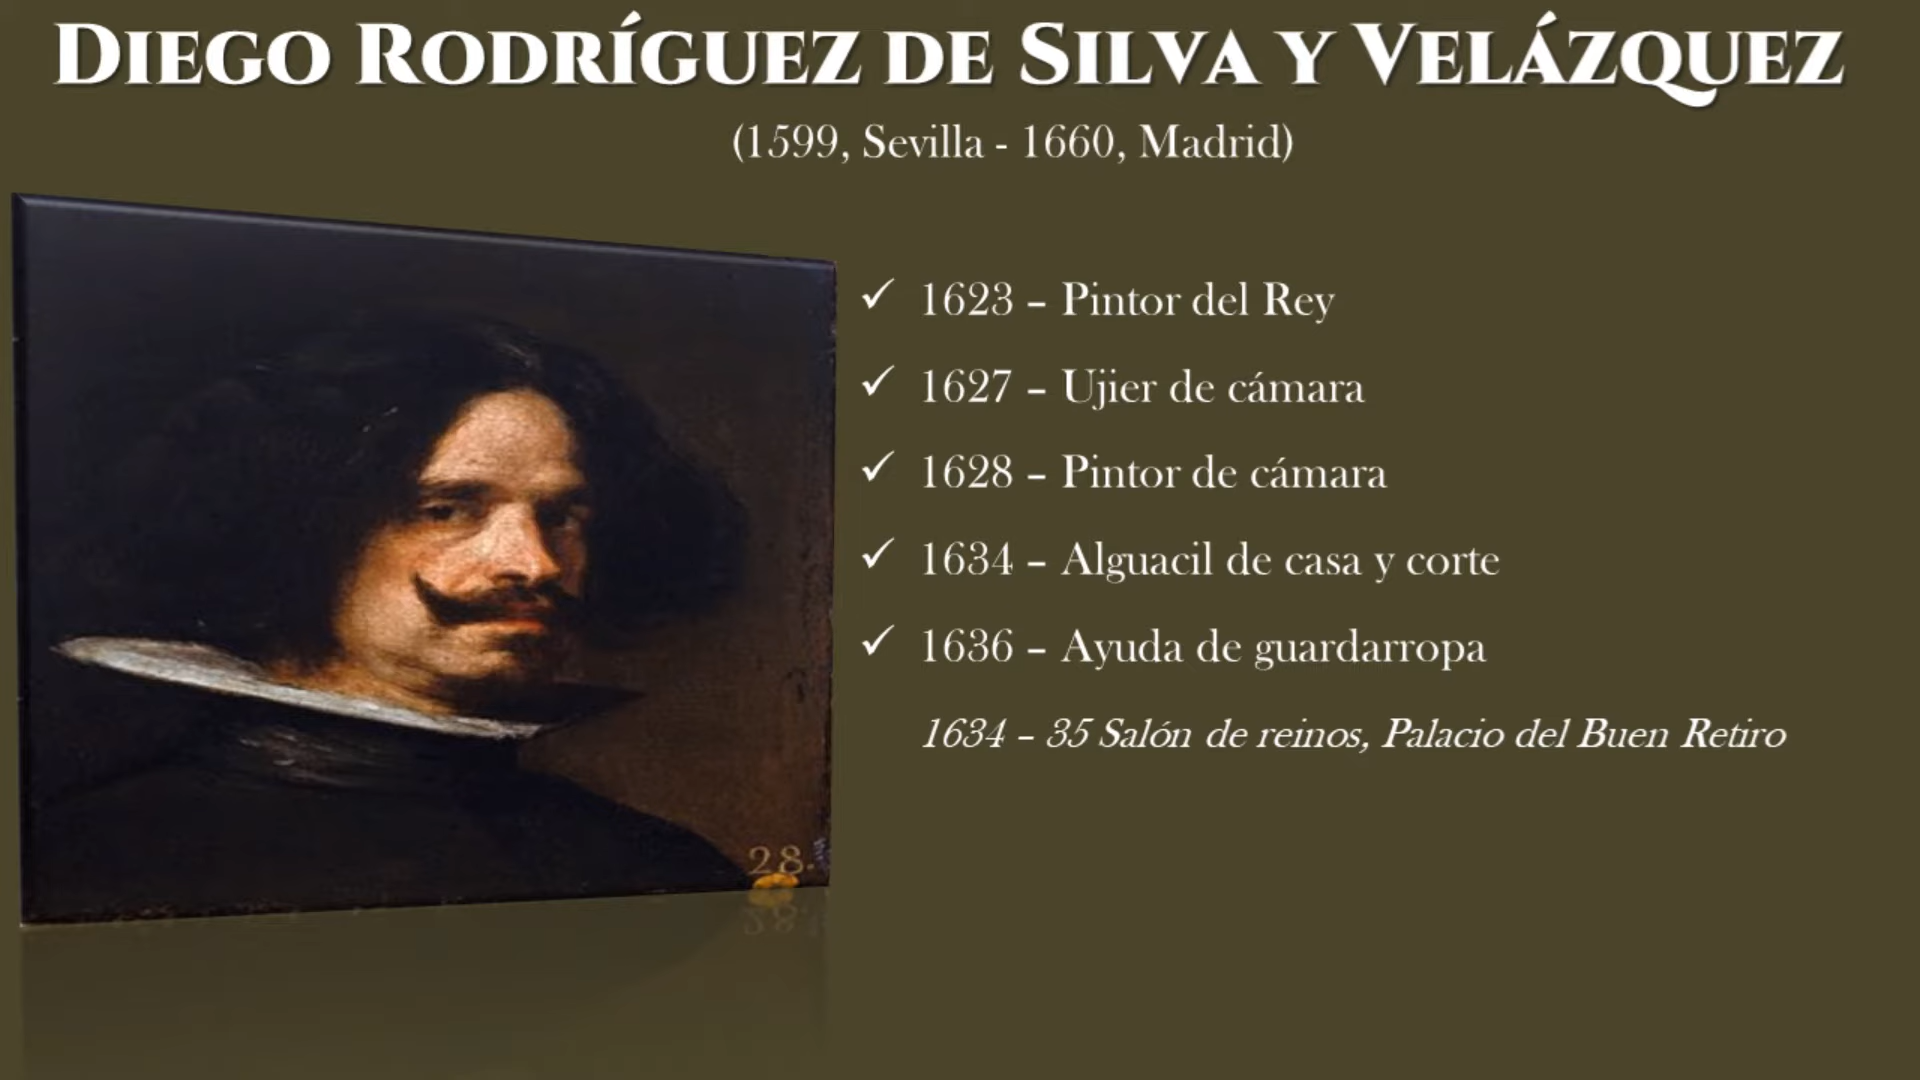 DIEGO RODRÍGUEZ DE SILVA Y VELÁZQUEZ
(1599, Sevilla - 1660, Madrid)
✓ 1623 – Pintor del Rey
✓ 1627 – Ujier de cámara
✓ 1628 – Pintor de cámara
✓ 1634 – Alguacil de casa y corte
✓ 1636 – Ayuda de guardarropa
1634 – 35 Salón de reinos, Palacio del Buen Retiro
28.